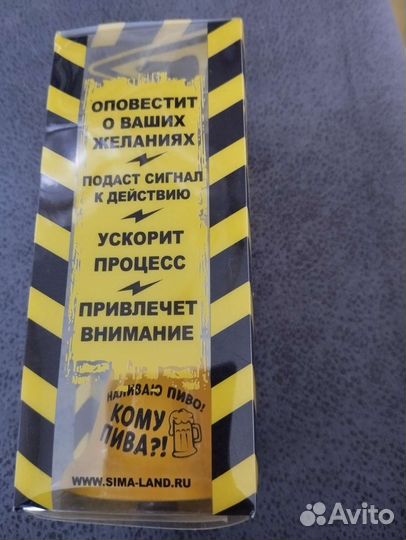 ОПОВЕСТИТ
О ВАШИХ
ЖЕЛАНИЯХ
ПОДАСТ СИГНАЛ
К ДЕЙСТВИЮ
УСКОРИТ
ПРОЦЕСС
ПРИВЛЕЧЕТ
ВНИМАНИЕ
НАЛИВАЮ ПИВО!
КОМУ
ПИВА?!
WWW.SIMA-LAND.RU
Avito